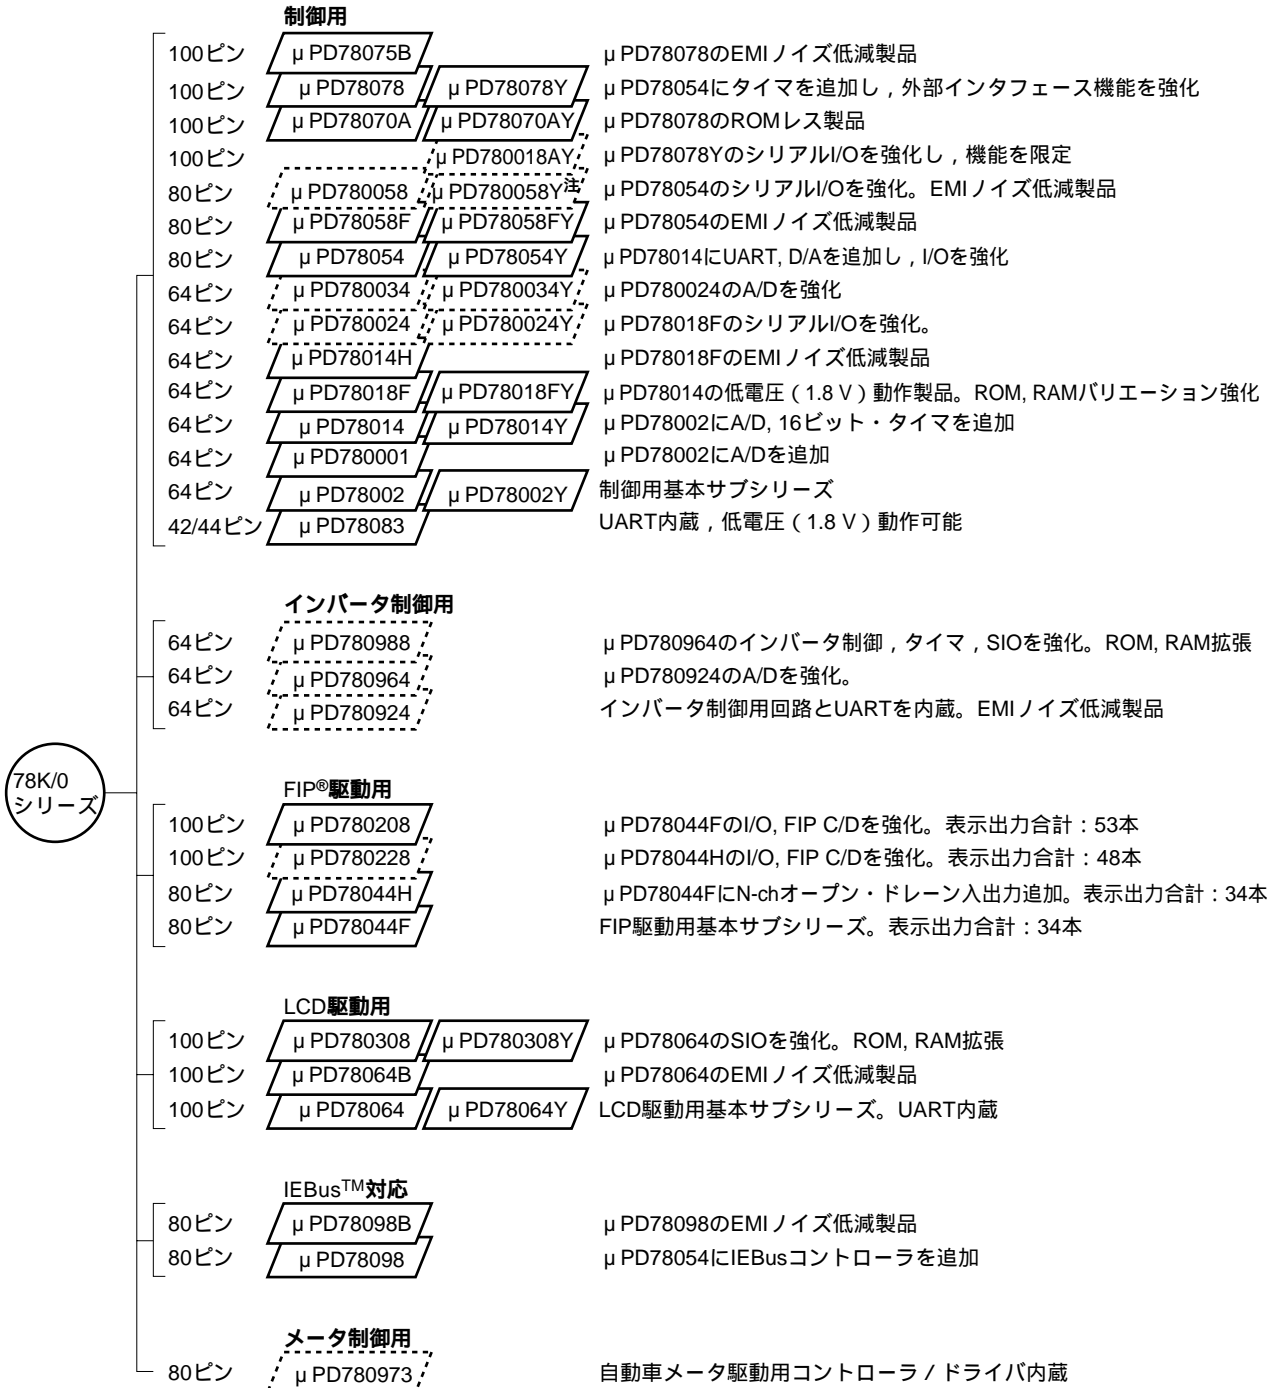 制御用
100ピン μPD78075B μPD78078のEMIノイズ低減製品
100ピン μPD78078 μPD78078Y μPD78054にタイマを追加し，外部インタフェース機能を強化
100ピン μPD78070A μPD78070AY μPD78078のROMレス製品
100ピン μPD780018AY μPD78078YのシリアルI/Oを強化し，機能を限定
80ピン μPD780058 μPD780058Y注 μPD78054のシリアルI/Oを強化。EMIノイズ低減製品
80ピン μPD78058F μPD78058FY μPD78054のEMIノイズ低減製品
80ピン μPD78054 μPD78054Y μPD78014にUART, D/Aを追加し，I/Oを強化
64ピン μPD780034 μPD780034Y μPD780024のA/Dを強化
64ピン μPD780024 μPD780024Y μPD78018FのシリアルI/Oを強化。
64ピン μPD78014H μPD78018FのEMIノイズ低減製品
64ピン μPD78018F μPD78018FY μPD78014の低電圧（1.8 V）動作製品。ROM, RAMバリエーション強化
64ピン μPD78014 μPD78014Y μPD78002にA/D, 16ビット・タイマを追加
64ピン μPD780001 μPD78002にA/Dを追加
64ピン μPD78002 μPD78002Y 制御用基本サブシリーズ
42/44ピン μPD78083 UART内蔵，低電圧（1.8 V）動作可能
インバータ制御用
64ピン μPD780988 μPD780964のインバータ制御，タイマ，SIOを強化。ROM, RAM拡張
64ピン μPD780964 μPD780924のA/Dを強化。
64ピン μPD780924 インバータ制御用回路とUARTを内蔵。EMIノイズ低減製品
78K/0
シリーズ
FIP®駆動用
100ピン μPD780208 μPD78044FのI/O, FIP C/Dを強化。表示出力合計：53本
100ピン μPD780228 μPD78044HのI/O, FIP C/Dを強化。表示出力合計：48本
80ピン μPD78044H μPD78044FにN-chオープン・ドレーン入出力追加。表示出力合計：34本
80ピン μPD78044F FIP駆動用基本サブシリーズ。表示出力合計：34本
LCD駆動用
100ピン μPD780308 μPD780308Y μPD78064のSIOを強化。ROM, RAM拡張
100ピン μPD78064B μPD78064のEMIノイズ低減製品
100ピン μPD78064 μPD78064Y LCD駆動用基本サブシリーズ。UART内蔵
IEBusTM対応
80ピン μPD78098B μPD78098のEMIノイズ低減製品
80ピン μPD78098 μPD78054にIEBusコントローラを追加
メータ制御用
80ピン μPD780973 自動車メータ駆動用コントローラ／ドライバ内蔵